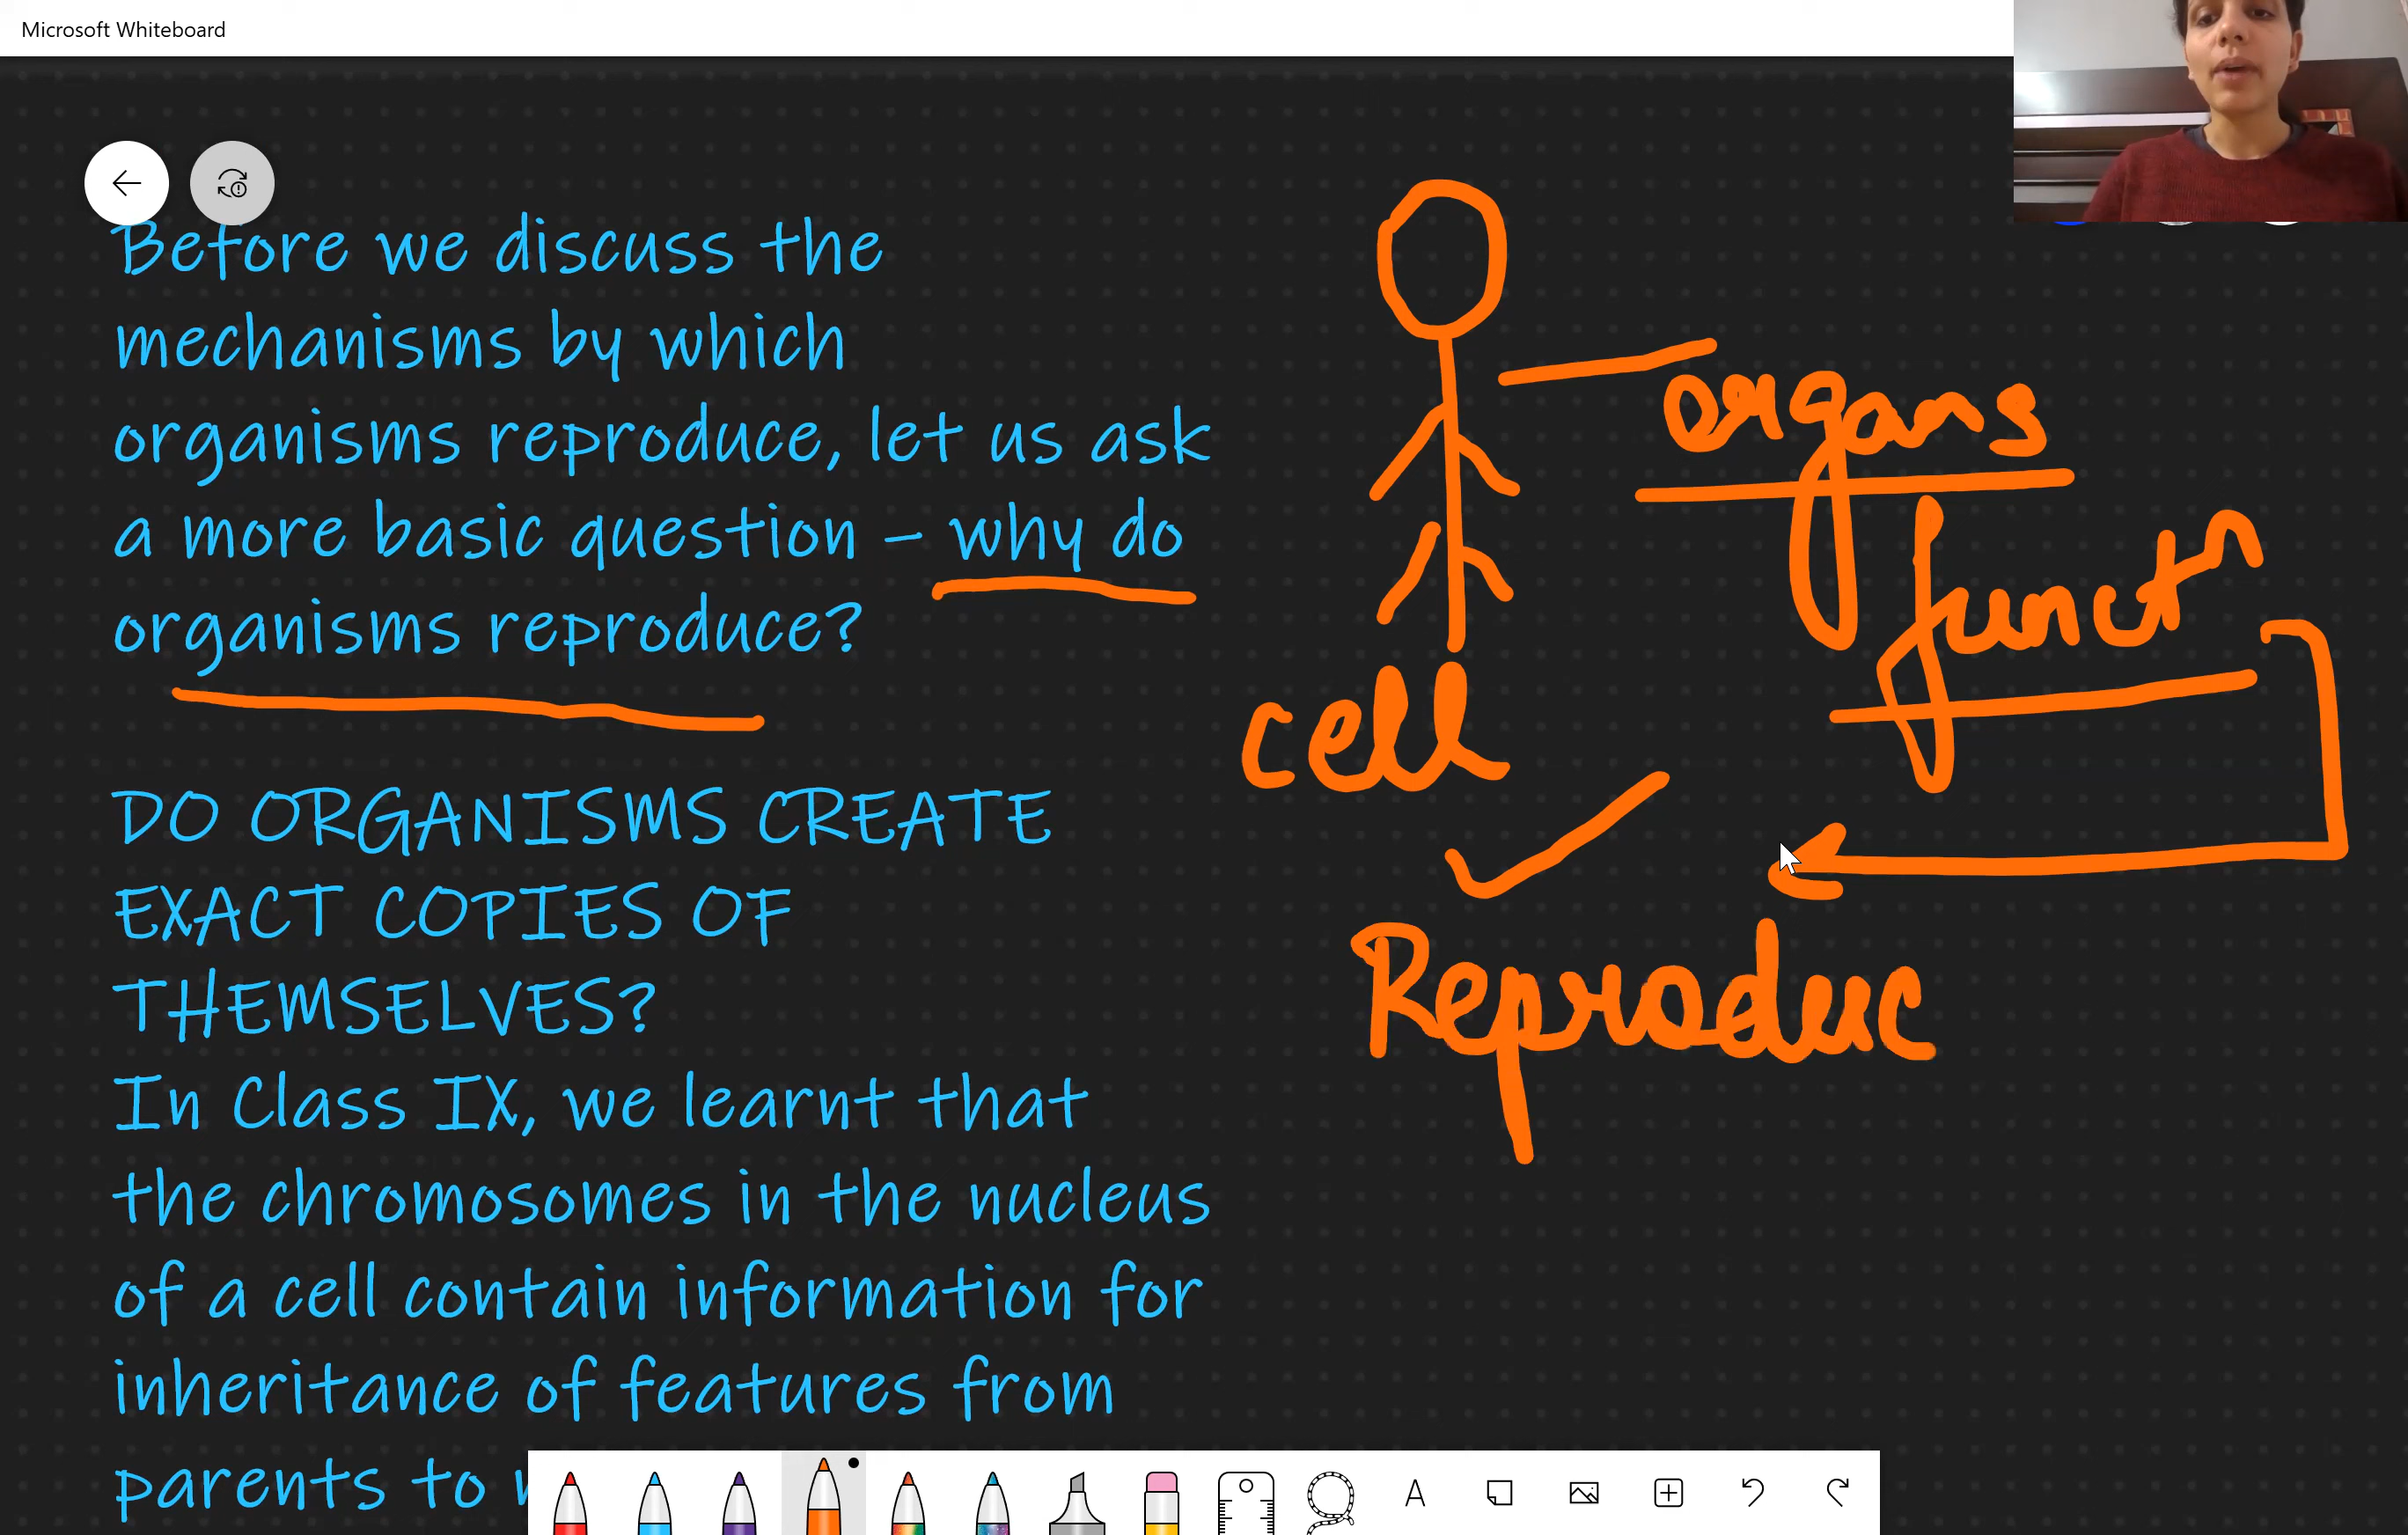 Microsoft Whiteboard
Before we discuss the
mechanisms by which
organisms reproduce, let us ask
a more basic question - why do
organisms reproduce?
DO ORGANISMS CREATE
EXACT COPIES OF
THEMSELVES?
In Class IX, we learnt that
the chromosomes in the nucleus
of a cell contain information for
inheritance of features from
parents to
organs
functn
cell
Reproduc